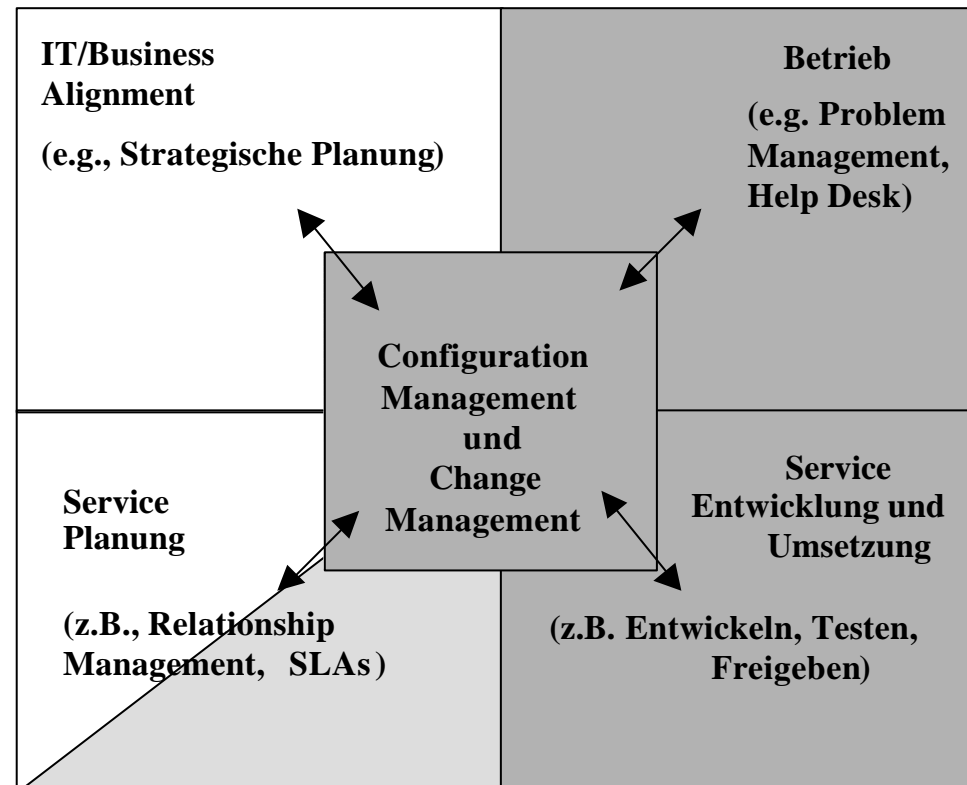 IT/Business
Alignment
(e.g., Strategische Planung)
Betrieb
(e.g. Problem
Management,
Help Desk)
Configuration
Management
und
Change
Management
Service
Planung
(z.B., Relationship
Management, SLAs)
Service
Entwicklung und
Umsetzung
(z.B. Entwickeln, Testen,
Freigeben)